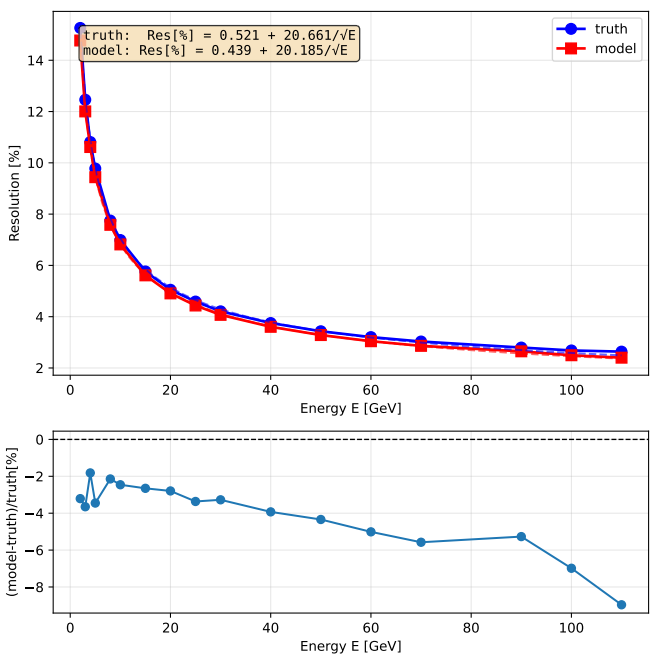 truth:  Res[%] = 0.521 + 20.661/√E
model: Res[%] = 0.439 + 20.185/√E
truth
model
14
12
10
8
6
4
2
Resolution [%]
0 20 40 60 80 100
Energy E [GeV]
0
−2
−4
−6
−8
(model-truth)/truth[%]
0 20 40 60 80 100
Energy E [GeV]